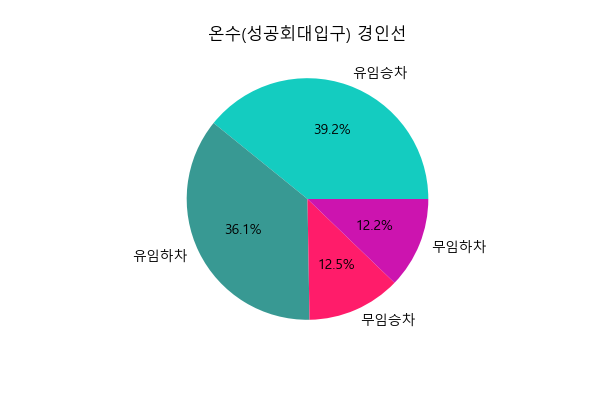 온수(성공회대입구) 경인선
유임승차
39.2%
36.1%
유임하차
12.5%
무임승차
12.2%
무임하차